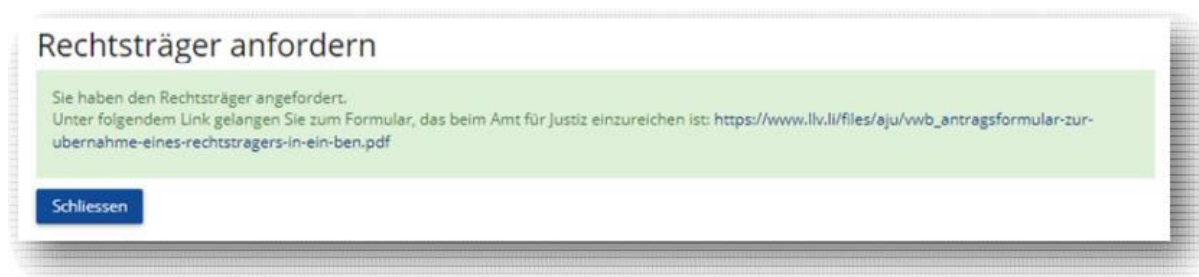 Rechtsträger anfordern
Sie haben den Rechtsträger angefordert.
Unter folgendem Link gelangen Sie zum Formular, das beim Amt für Justiz einzureichen ist: https://www.llv.li/files/aju/vwb_antragsformular-zur-
ubernahme-eines-rechtstragers-in-ein-ben.pdf
Schliessen